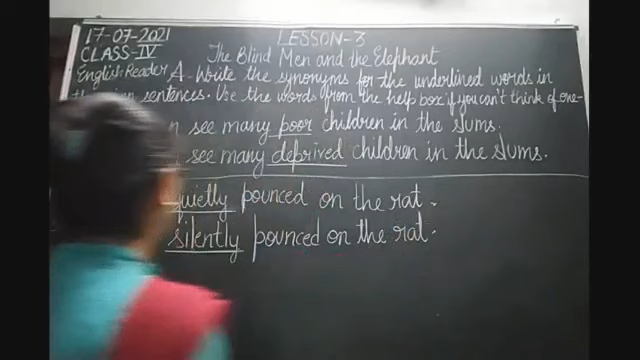 17-07-2021 LESSON-3
CLASS-IV The Blind Men and the Elephant
English Reader A- Write the synonyms for the underlined words in
sentences. Use the words from the help box if you can't think of one-
see many poor children in the slums.
see many deprived children in the slums.
quietly pounced on the rat.
silently pounced on the rat.